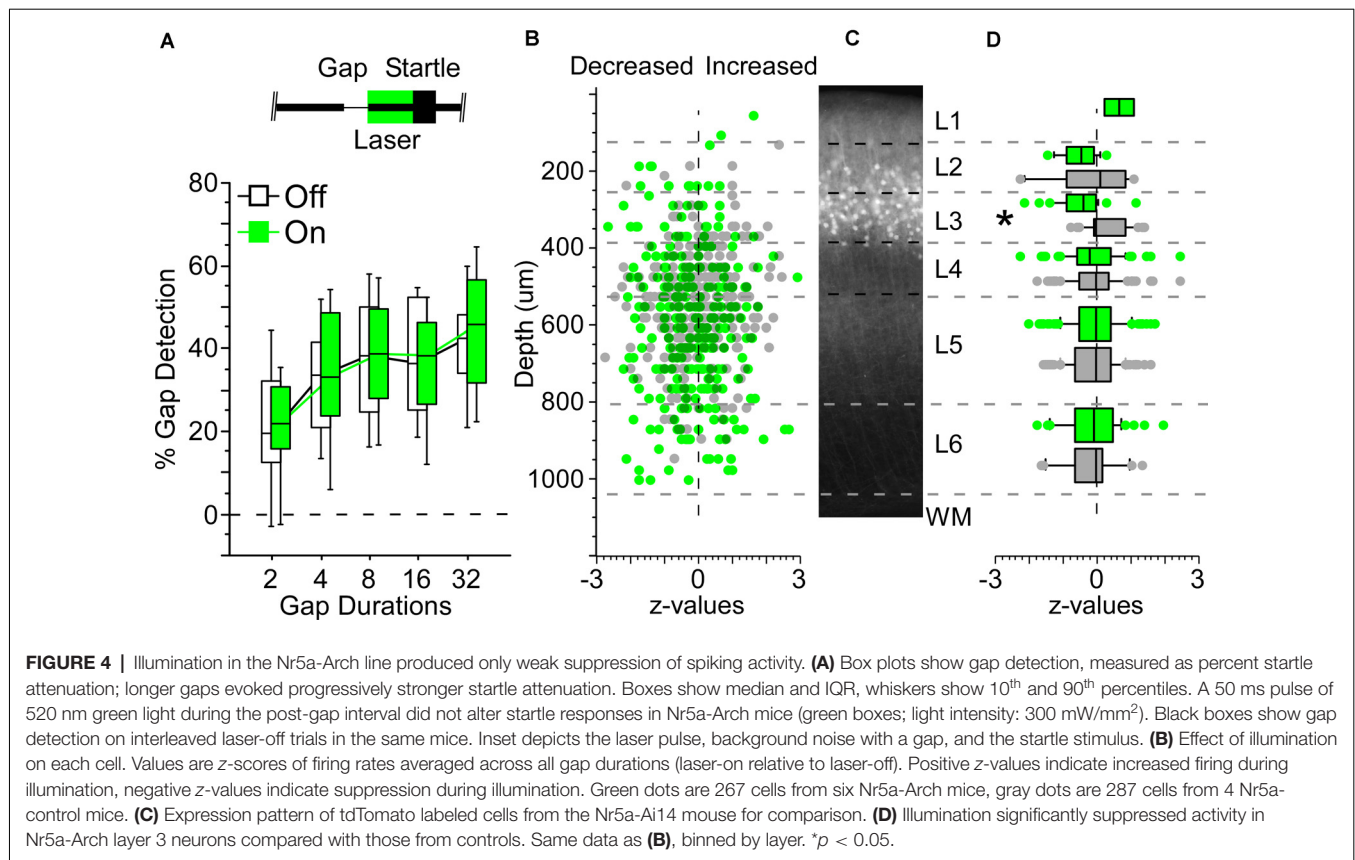 A
B
C
D
Gap Startle
Laser
Decreased Increased
80
60
40
20
0
Off
On
% Gap Detection
2 4 8 16 32
Gap Durations
200
400
600
800
1000
Depth (um)
-3 0 3
z-values
L1
L2
L3
L4
L5
L6
WM
*
-3 0 3
z-values
FIGURE 4 | Illumination in the Nr5a-Arch line produced only weak suppression of spiking activity. (A) Box plots show gap detection, measured as percent startle
attenuation; longer gaps evoked progressively stronger startle attenuation. Boxes show median and IQR, whiskers show 10th and 90th percentiles. A 50 ms pulse of
520 nm green light during the post-gap interval did not alter startle responses in Nr5a-Arch mice (green boxes; light intensity: 300 mW/mm2). Black boxes show gap
detection on interleaved laser-off trials in the same mice. Inset depicts the laser pulse, background noise with a gap, and the startle stimulus. (B) Effect of illumination
on each cell. Values are z-scores of firing rates averaged across all gap durations (laser-on relative to laser-off). Positive z-values indicate increased firing during
illumination, negative z-values indicate suppression during illumination. Green dots are 267 cells from six Nr5a-Arch mice, gray dots are 287 cells from 4 Nr5a-
control mice. (C) Expression pattern of tdTomato labeled cells from the Nr5a-Ai14 mouse for comparison. (D) Illumination significantly suppressed activity in
Nr5a-Arch layer 3 neurons compared with those from controls. Same data as (B), binned by layer. *p < 0.05.